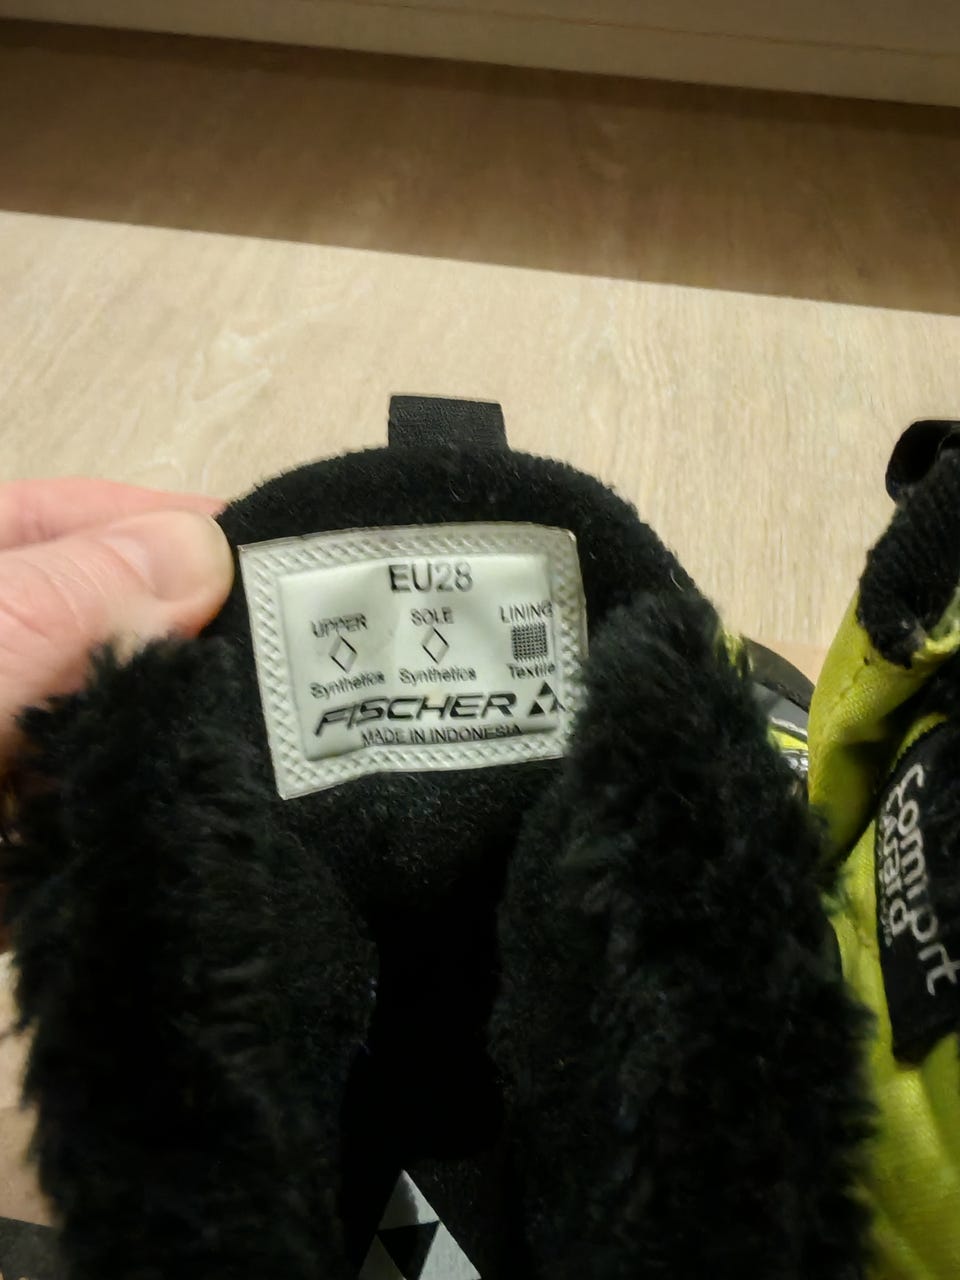 EU28
UPPER SOLE LINING
Synthetics Synthetics Textile
FISCHER
MADE IN INDONESIA
Comfort
Guard